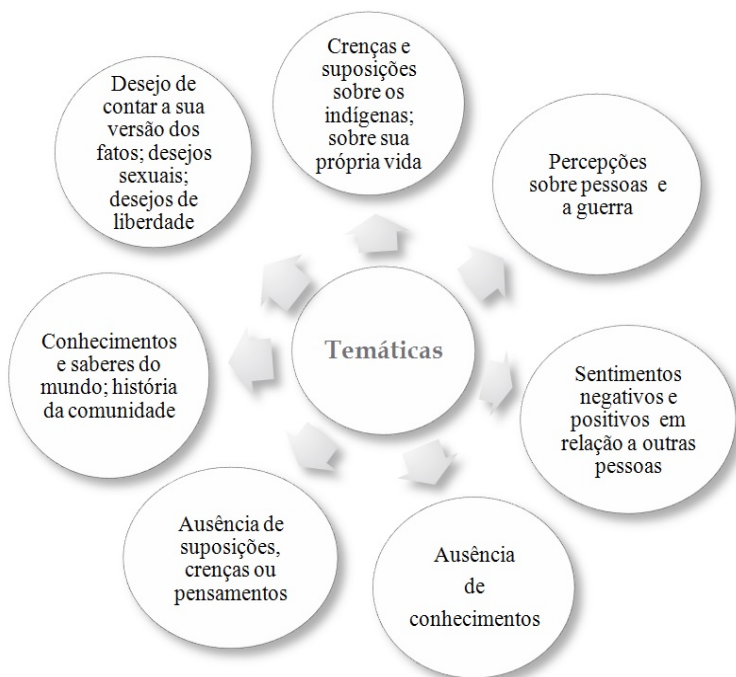 Crenças e
suposições
sobre os
indígenas;
sobre sua
própria vida
Percepções
sobre pessoas e
a guerra
Sentimentos
negativos e
positivos em
relação a outras
pessoas
Ausência
de
conhecimentos
Ausência de
suposições,
crenças ou
pensamentos
Conhecimentos
e saberes do
mundo; história
da comunidade
Desejo de
contar a sua
versão dos
fatos; desejos
sexuais;
desejos de
liberdade
Temáticas